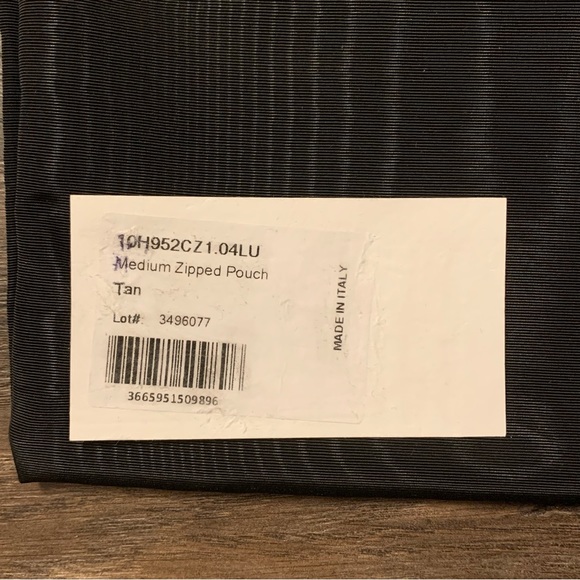 10H952CZ1.04LU
Medium Zipped Pouch
Tan
Lot#: 3496077
3665951509896
MADE IN ITALY